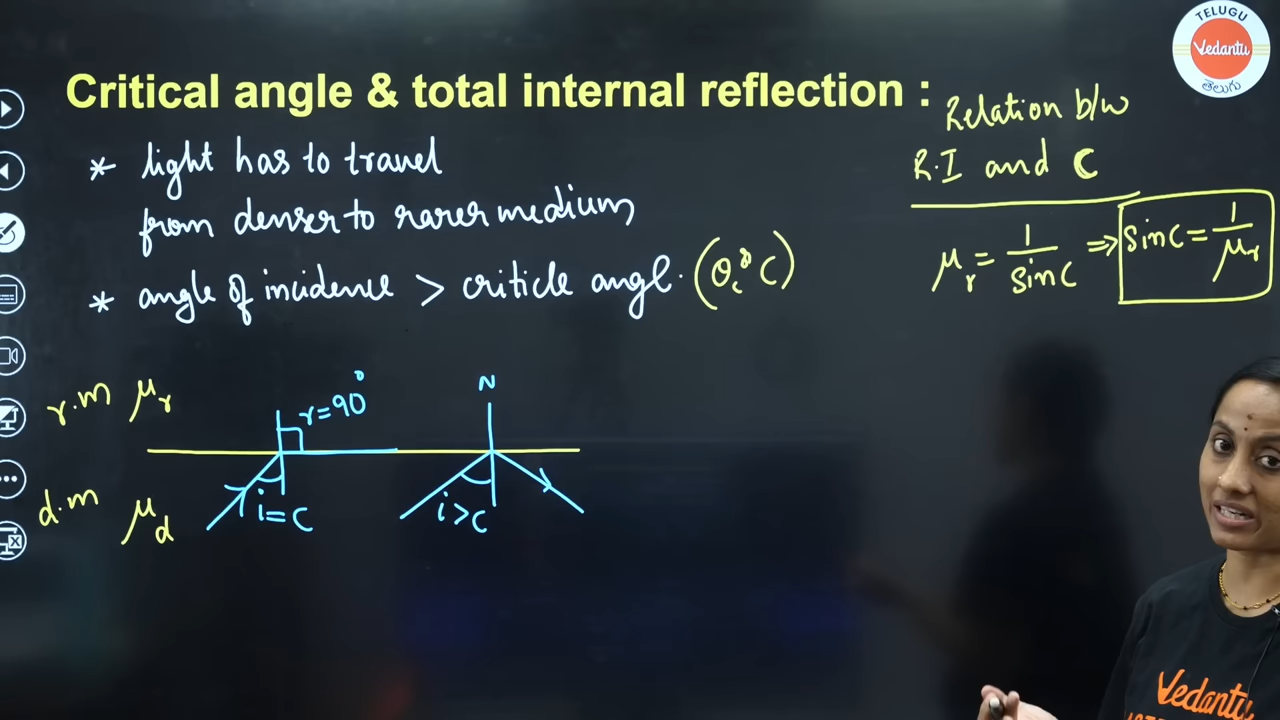 TELUGU
Vedantu
తెలుగు
Critical angle & total internal reflection :
* light has to travel
from denser to rarer medium,
* angle of incidence > criticle angle. (θc or C)
Relation b/w
R.I and C
μr = 1/sinC ⇒ sinC = 1/μr
r.m μr
r=90°
N
d.m μd
i=C
i>C
Vedantu